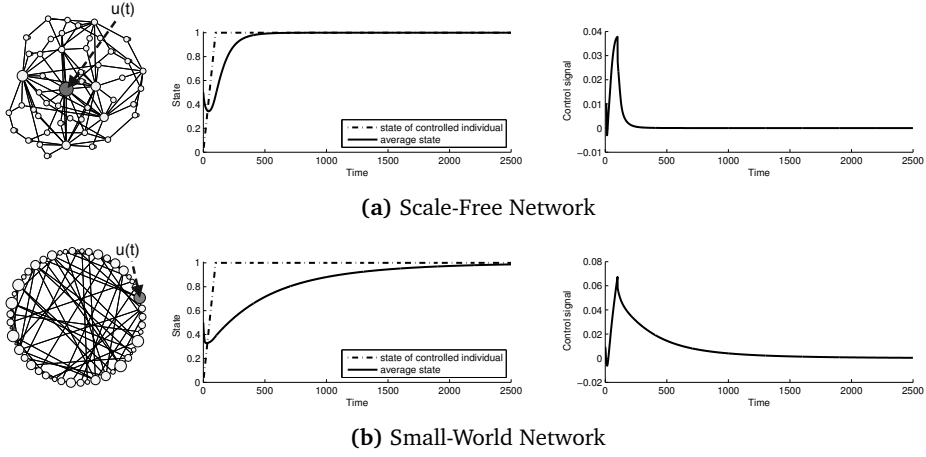 u(t)
1
0.8
0.6
0.4
0.2
0
State
0 500 1000 1500 2000 2500
Time
state of controlled individual
average state
0.04
0.03
0.02
0.01
0
−0.01
Control signal
0 500 1000 1500 2000 2500
Time
(a) Scale-Free Network
u(t)
1
0.8
0.6
0.4
0.2
0
State
0 500 1000 1500 2000 2500
Time
state of controlled individual
average state
0.08
0.06
0.04
0.02
0
−0.02
Control signal
0 500 1000 1500 2000 2500
Time
(b) Small-World Network